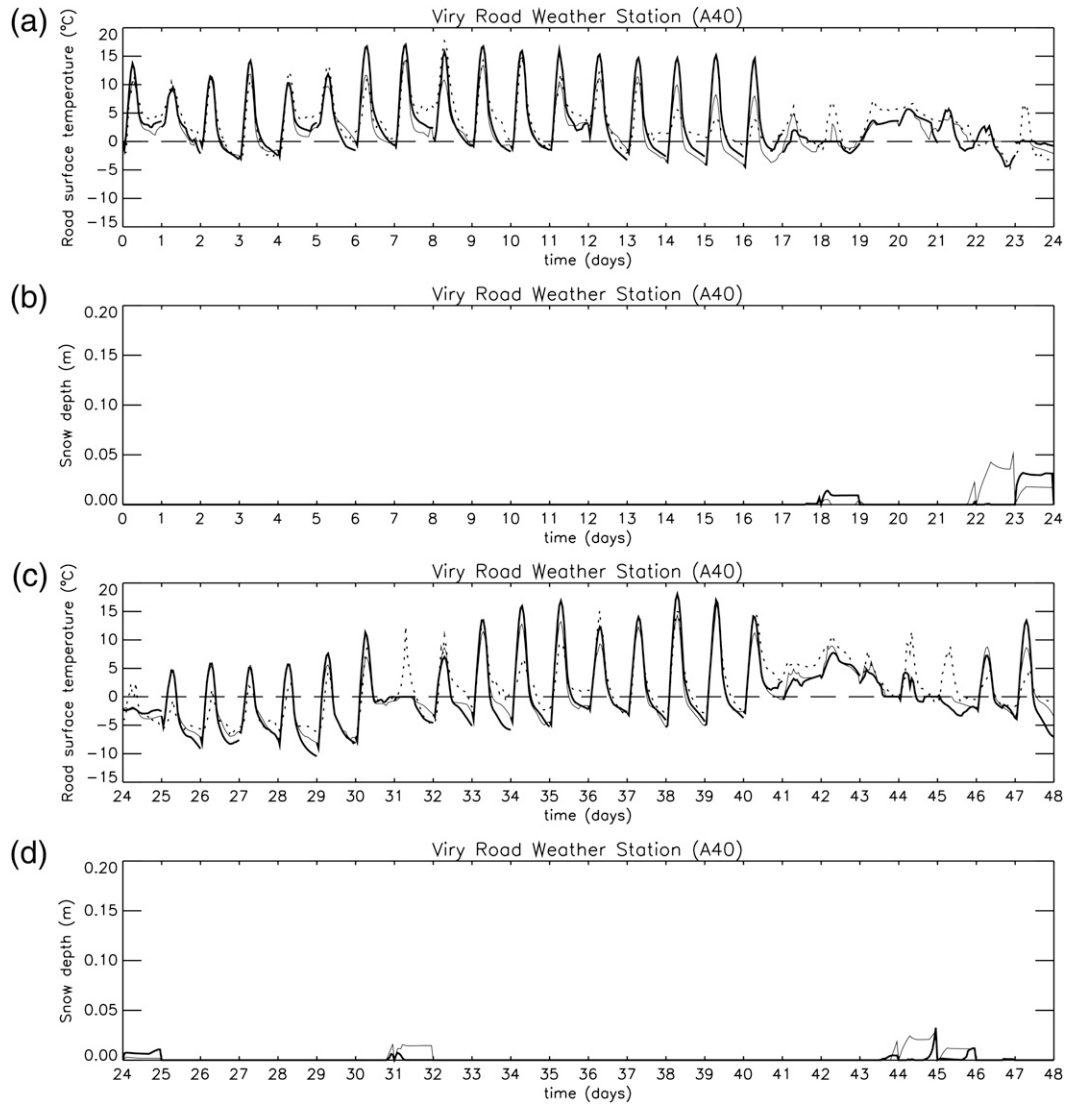 (a)
Viry Road Weather Station (A40)
Road surface temperature (°C)
20
15
10
5
0
−5
−10
−15
0 1 2 3 4 5 6 7 8 9 10 11 12 13 14 15 16 17 18 19 20 21 22 23 24
time (days)
(b)
Viry Road Weather Station (A40)
Snow depth (m)
0.20
0.15
0.10
0.05
0.00
0 1 2 3 4 5 6 7 8 9 10 11 12 13 14 15 16 17 18 19 20 21 22 23 24
time (days)
(c)
Viry Road Weather Station (A40)
Road surface temperature (°C)
20
15
10
5
0
−5
−10
−15
24 25 26 27 28 29 30 31 32 33 34 35 36 37 38 39 40 41 42 43 44 45 46 47 48
time (days)
(d)
Viry Road Weather Station (A40)
Snow depth (m)
0.20
0.15
0.10
0.05
0.00
24 25 26 27 28 29 30 31 32 33 34 35 36 37 38 39 40 41 42 43 44 45 46 47 48
time (days)